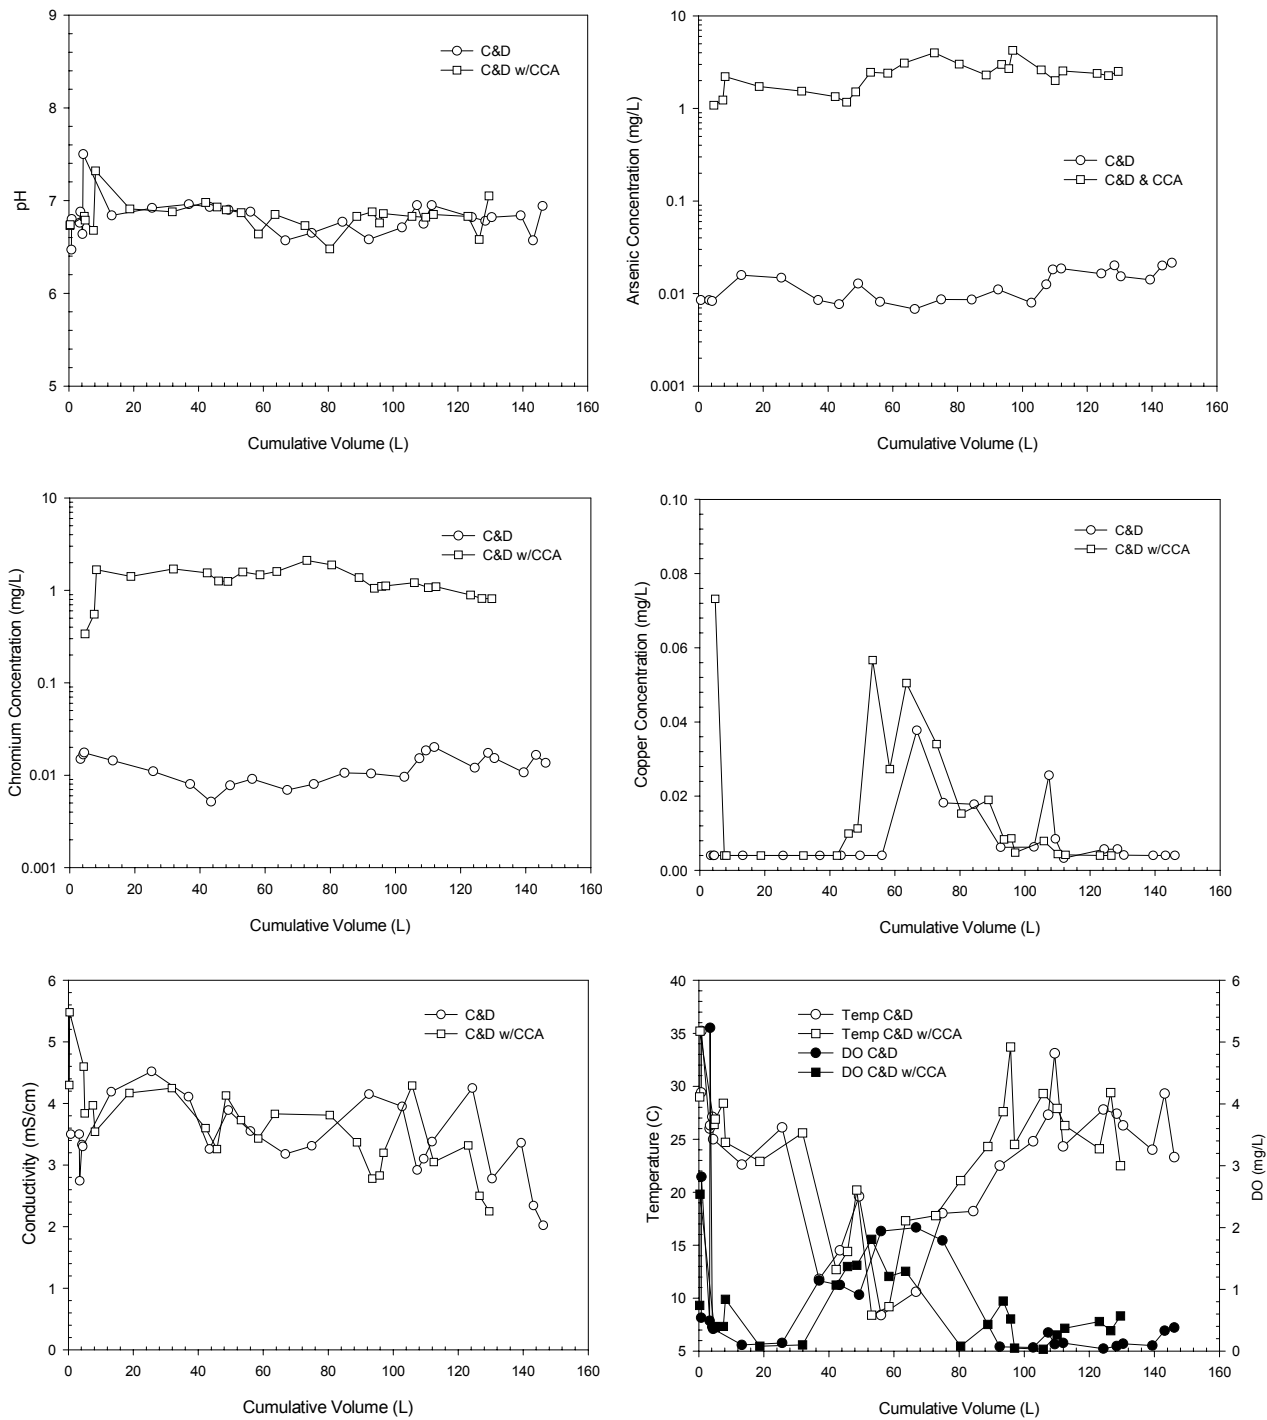 9
8
7
6
5
pH
C&D
C&D w/CCA
0 20 40 60 80 100 120 140 160
Cumulative Volume (L)
10
1
0.1
0.01
0.001
Arsenic Concentration (mg/L)
C&D
C&D & CCA
0 20 40 60 80 100 120 140 160
Cumulative Volume (L)
10
1
0.1
0.01
0.001
Chromium Concentration (mg/L)
C&D
C&D w/CCA
0 20 40 60 80 100 120 140 160
Cumulative Volume (L)
0.10
0.08
0.06
0.04
0.02
0.00
Copper Concentration (mg/L)
C&D
C&D w/CCA
0 20 40 60 80 100 120 140 160
Cumulative Volume (L)
6
5
4
3
2
1
0
Conductivity (mS/cm)
C&D
C&D w/CCA
0 20 40 60 80 100 120 140 160
Cumulative Volume (L)
40
35
30
25
20
15
10
5
Temperature (C)
Temp C&D
Temp C&D w/CCA
DO C&D
DO C&D w/CCA
6
5
4
3
2
1
0
DO (mg/L)
0 20 40 60 80 100 120 140 160
Cumulative Volume (L)